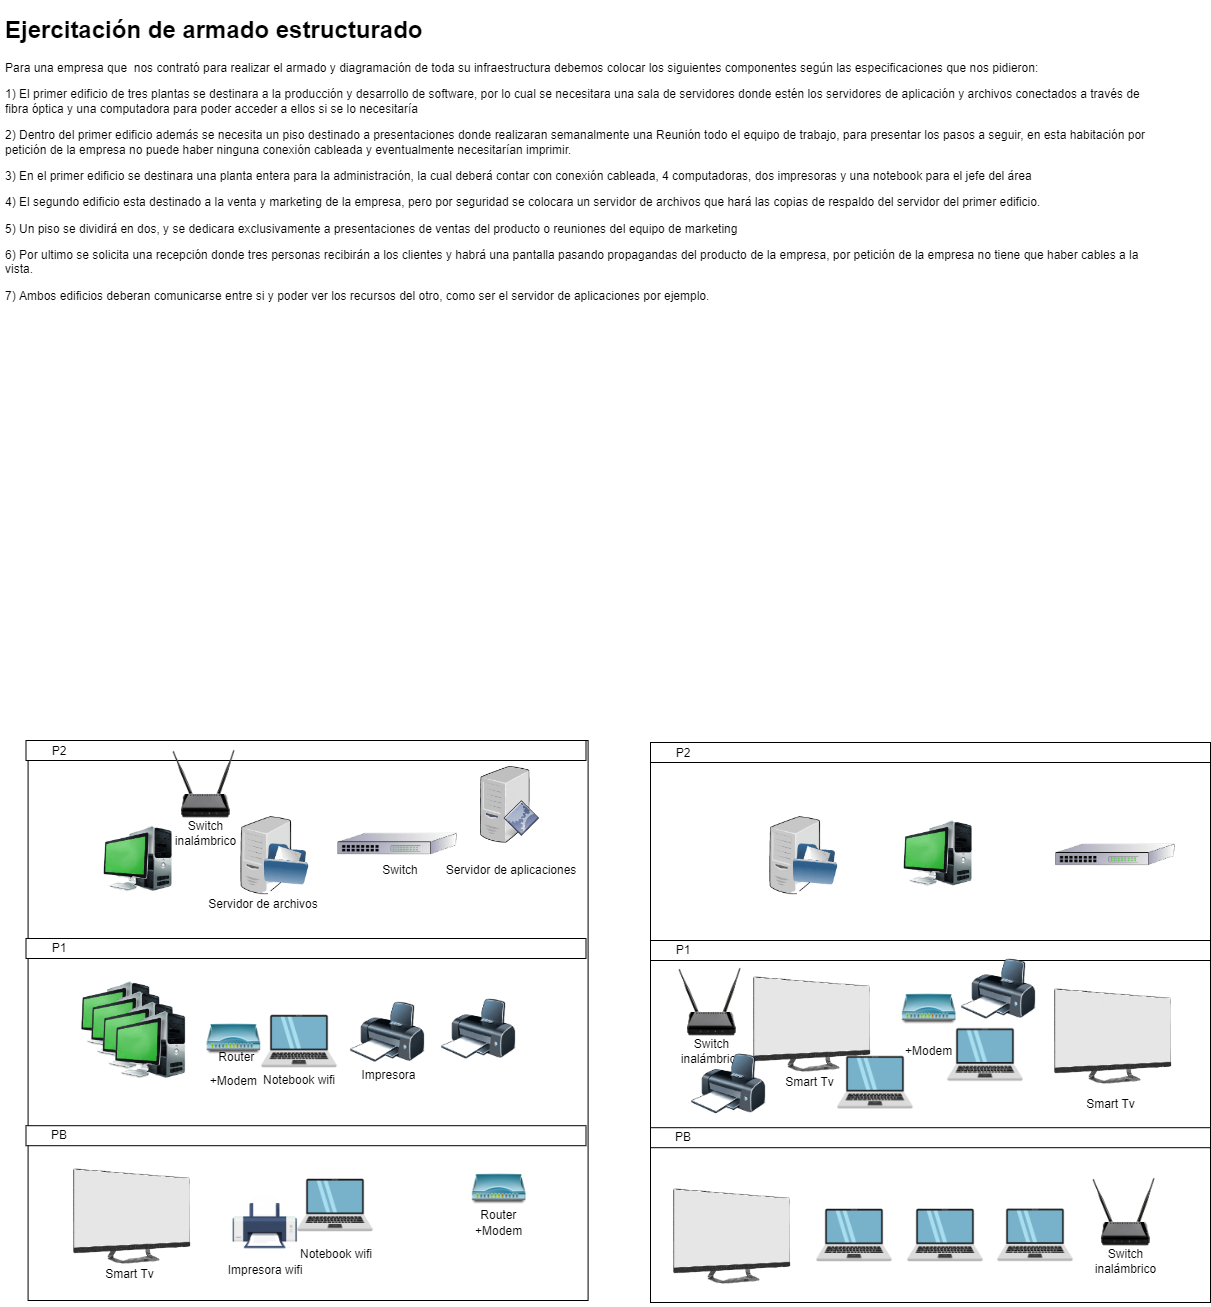 Ejercitación de armado estructurado
Para una empresa que  nos contrató para realizar el armado y diagramación de toda su infraestructura debemos colocar los siguientes componentes según las especificaciones que nos pidieron:
1) El primer edificio de tres plantas se destinara a la producción y desarrollo de software, por lo cual se necesitara una sala de servidores donde estén los servidores de aplicación y archivos conectados a través de
fibra óptica y una computadora para poder acceder a ellos si se lo necesitaría
2) Dentro del primer edificio además se necesita un piso destinado a presentaciones donde realizaran semanalmente una Reunión todo el equipo de trabajo, para presentar los pasos a seguir, en esta habitación por
petición de la empresa no puede haber ninguna conexión cableada y eventualmente necesitarían imprimir.
3) En el primer edificio se destinara una planta entera para la administración, la cual deberá contar con conexión cableada, 4 computadoras, dos impresoras y una notebook para el jefe del área
4) El segundo edificio esta destinado a la venta y marketing de la empresa, pero por seguridad se colocara un servidor de archivos que hará las copias de respaldo del servidor del primer edificio.
5) Un piso se dividirá en dos, y se dedicara exclusivamente a presentaciones de ventas del producto o reuniones del equipo de marketing
6) Por ultimo se solicita una recepción donde tres personas recibirán a los clientes y habrá una pantalla pasando propagandas del producto de la empresa, por petición de la empresa no tiene que haber cables a la
vista.
7) Ambos edificios deberan comunicarse entre si y poder ver los recursos del otro, como ser el servidor de aplicaciones por ejemplo.
P2
Switch
inalámbrico
Servidor de archivos
Switch
Servidor de aplicaciones
P1
Router
+Modem
Notebook wifi
Impresora
PB
Smart Tv
Impresora wifi
Notebook wifi
Router
+Modem
P2
P1
Switch
inalámbric
Smart Tv
+Modem
Smart Tv
PB
Switch
inalámbrico